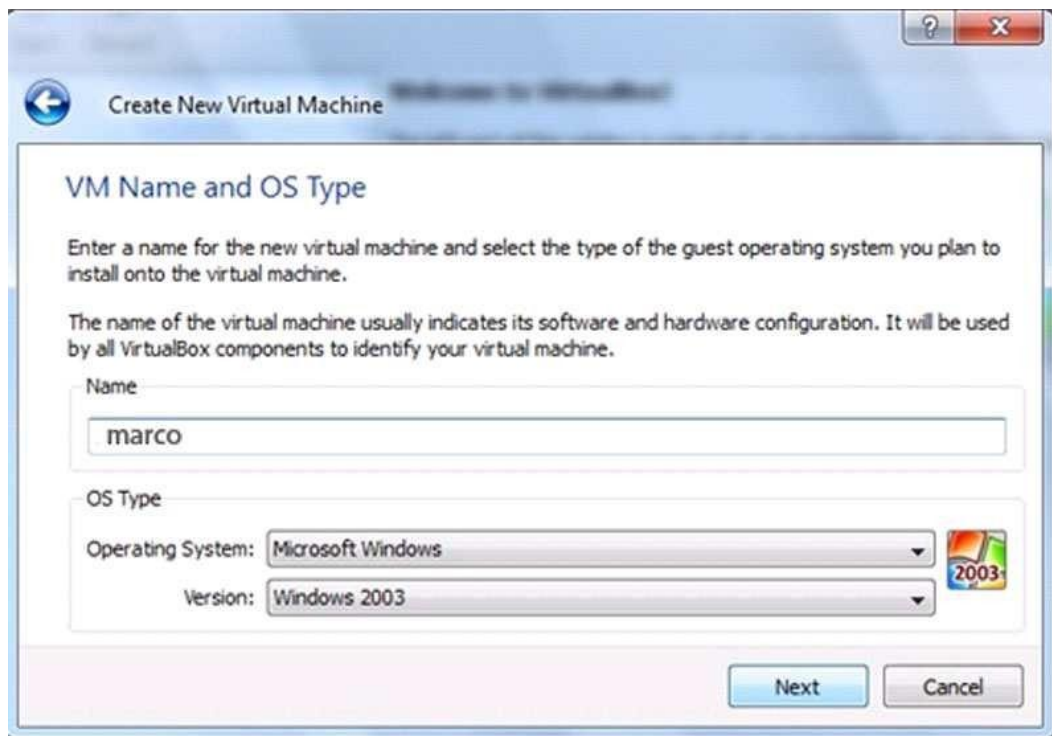 ?
Welcome to VirtualBox!
Create New Virtual Machine
VM Name and OS Type
Enter a name for the new virtual machine and select the type of the guest operating system you plan to
install onto the virtual machine.
The name of the virtual machine usually indicates its software and hardware configuration. It will be used
by all VirtualBox components to identify your virtual machine.
Name
marco
OS Type
Operating System: Microsoft Windows
2003
Version: Windows 2003
Next Cancel